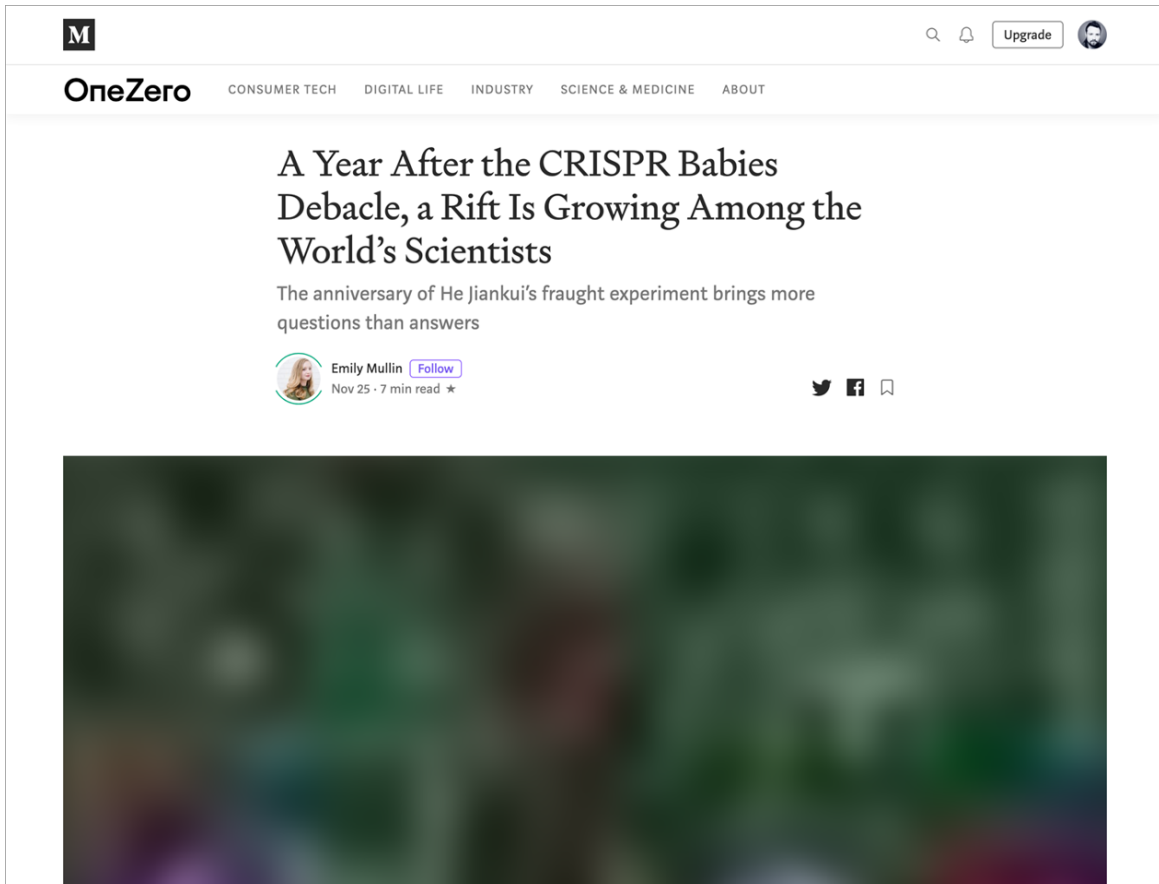 M
Upgrade
OneZero
CONSUMER TECH DIGITAL LIFE INDUSTRY SCIENCE & MEDICINE ABOUT
A Year After the CRISPR Babies
Debacle, a Rift Is Growing Among the
World’s Scientists
The anniversary of He Jiankui’s fraught experiment brings more
questions than answers
Emily Mullin Follow
Nov 25 · 7 min read ★